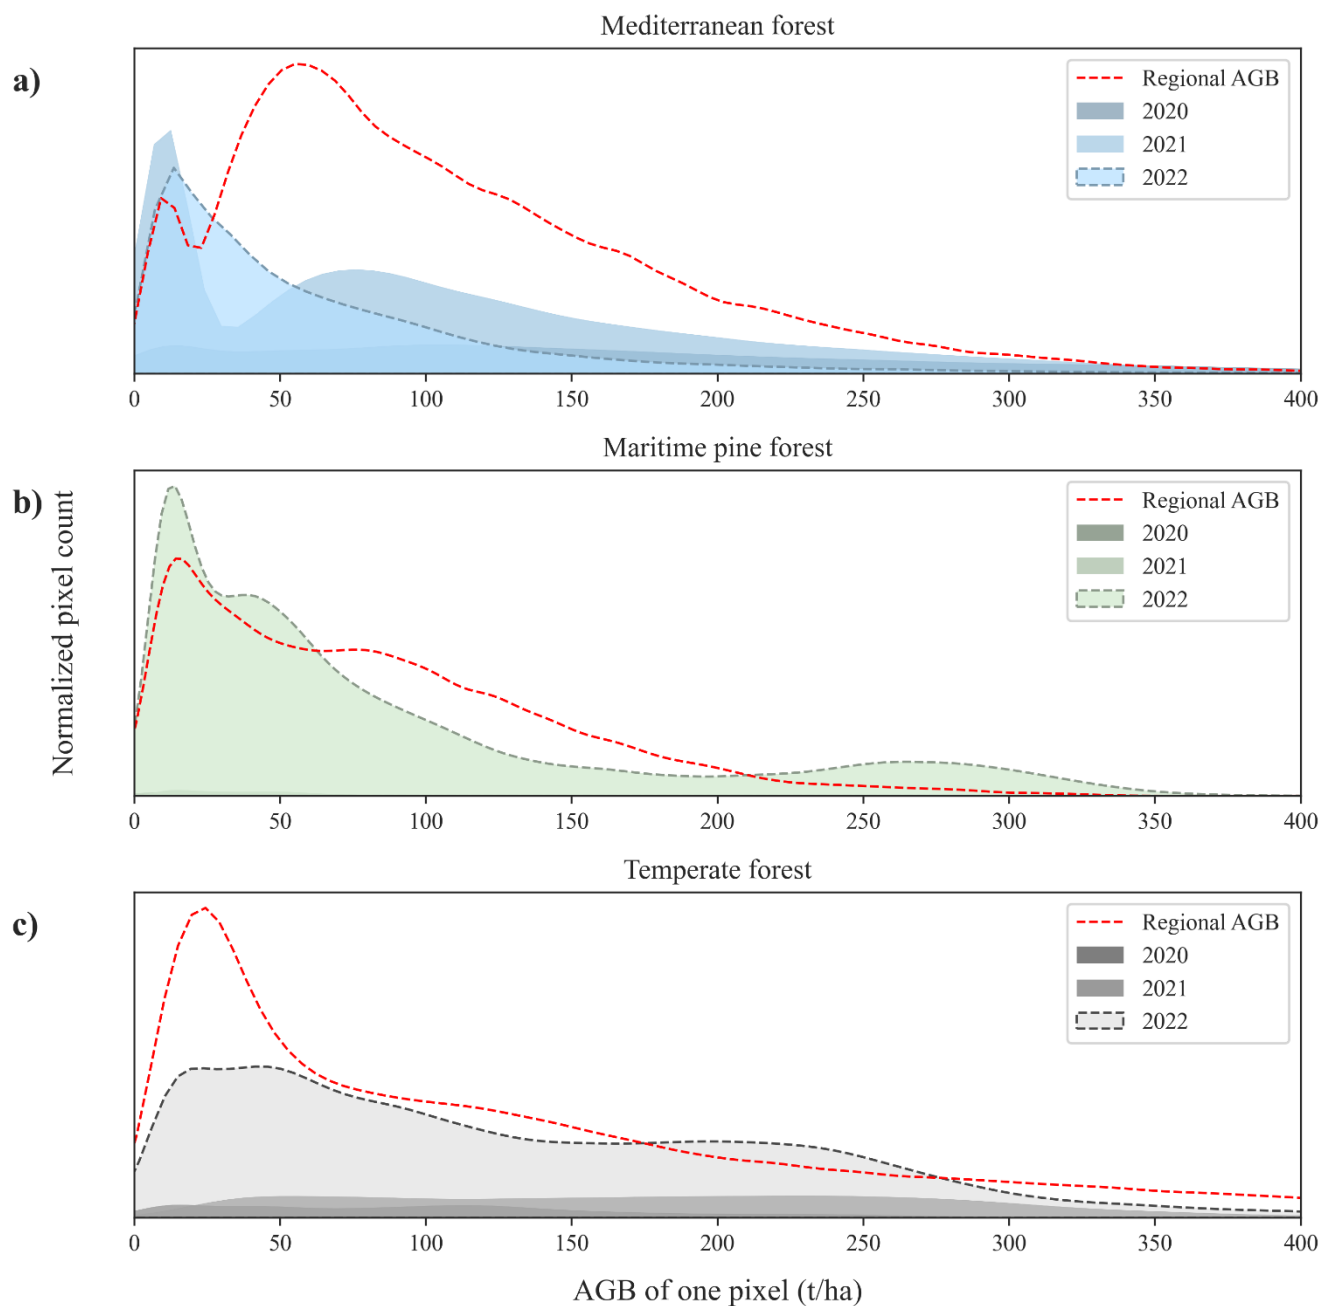 Mediterranean forest
a)
Regional AGB
2020
2021
2022
0 50 100 150 200 250 300 350 400
Maritime pine forest
b)
Regional AGB
2020
2021
2022
Normalized pixel count
0 50 100 150 200 250 300 350 400
Temperate forest
c)
Regional AGB
2020
2021
2022
0 50 100 150 200 250 300 350 400
AGB of one pixel (t/ha)